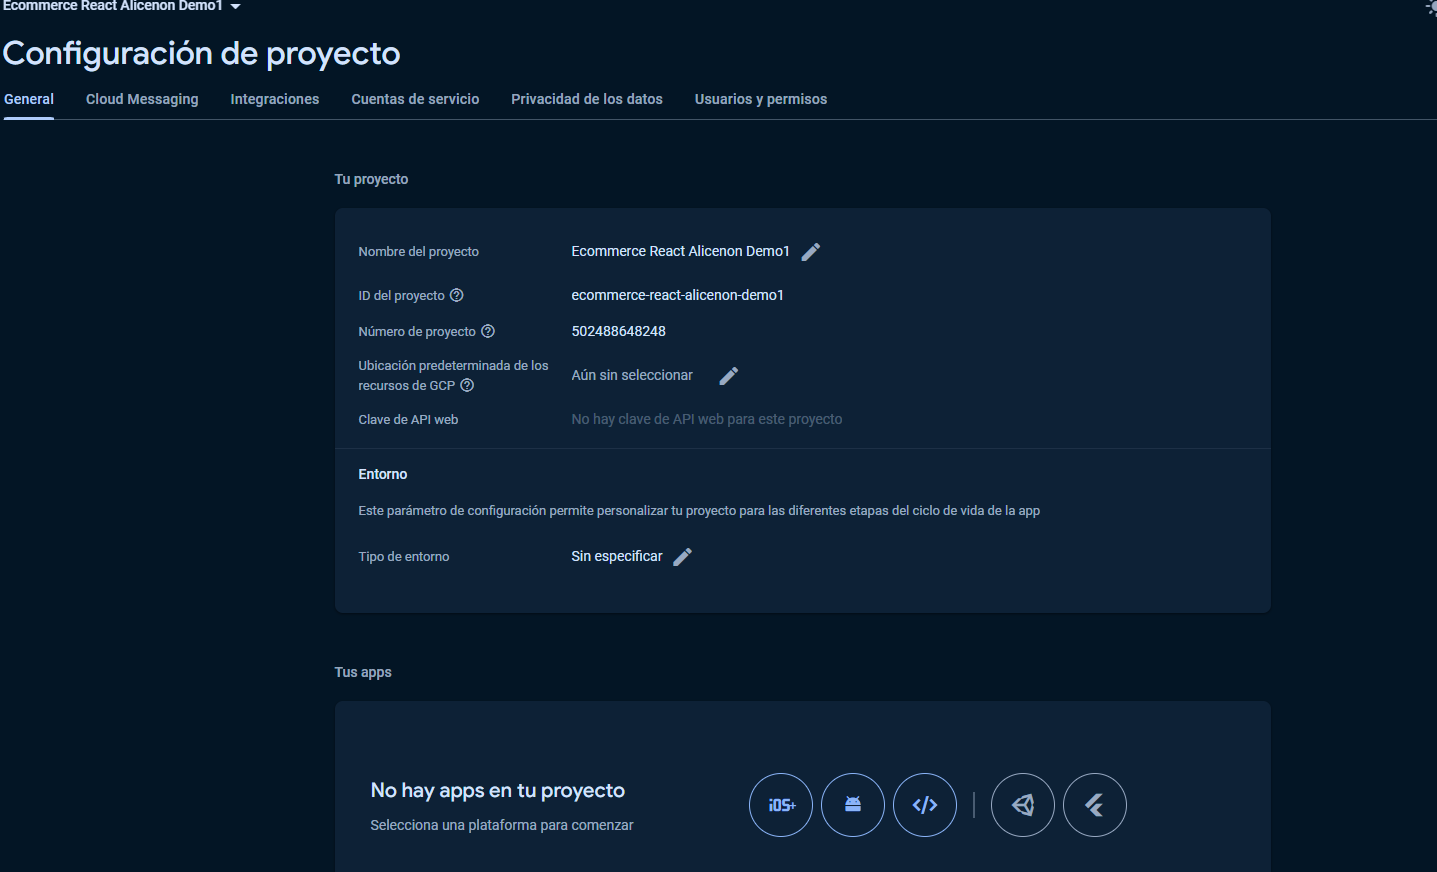 Ecommerce React Alicenon Demo1
Configuración de proyecto
General Cloud Messaging Integraciones Cuentas de servicio Privacidad de los datos Usuarios y permisos
Tu proyecto
Nombre del proyecto Ecommerce React Alicenon Demo1
ID del proyecto ecommerce-react-alicenon-demo1
Número de proyecto 502488648248
Ubicación predeterminada de los
recursos de GCP Aún sin seleccionar
Clave de API web No hay clave de API web para este proyecto
Entorno
Este parámetro de configuración permite personalizar tu proyecto para las diferentes etapas del ciclo de vida de la app
Tipo de entorno Sin especificar
Tus apps
No hay apps en tu proyecto
Selecciona una plataforma para comenzar
iOS+